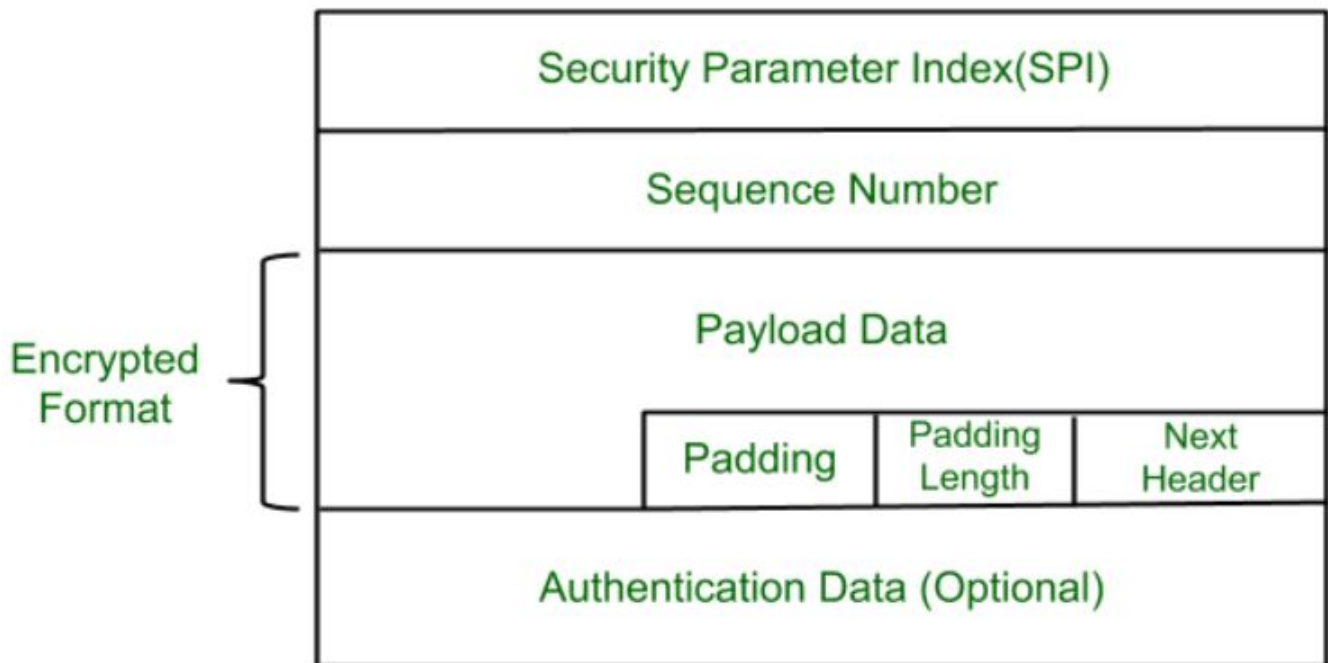 Security Parameter Index(SPI)
Sequence Number
Payload Data
Encrypted
Format
Padding
Padding
Length
Next
Header
Authentication Data (Optional)